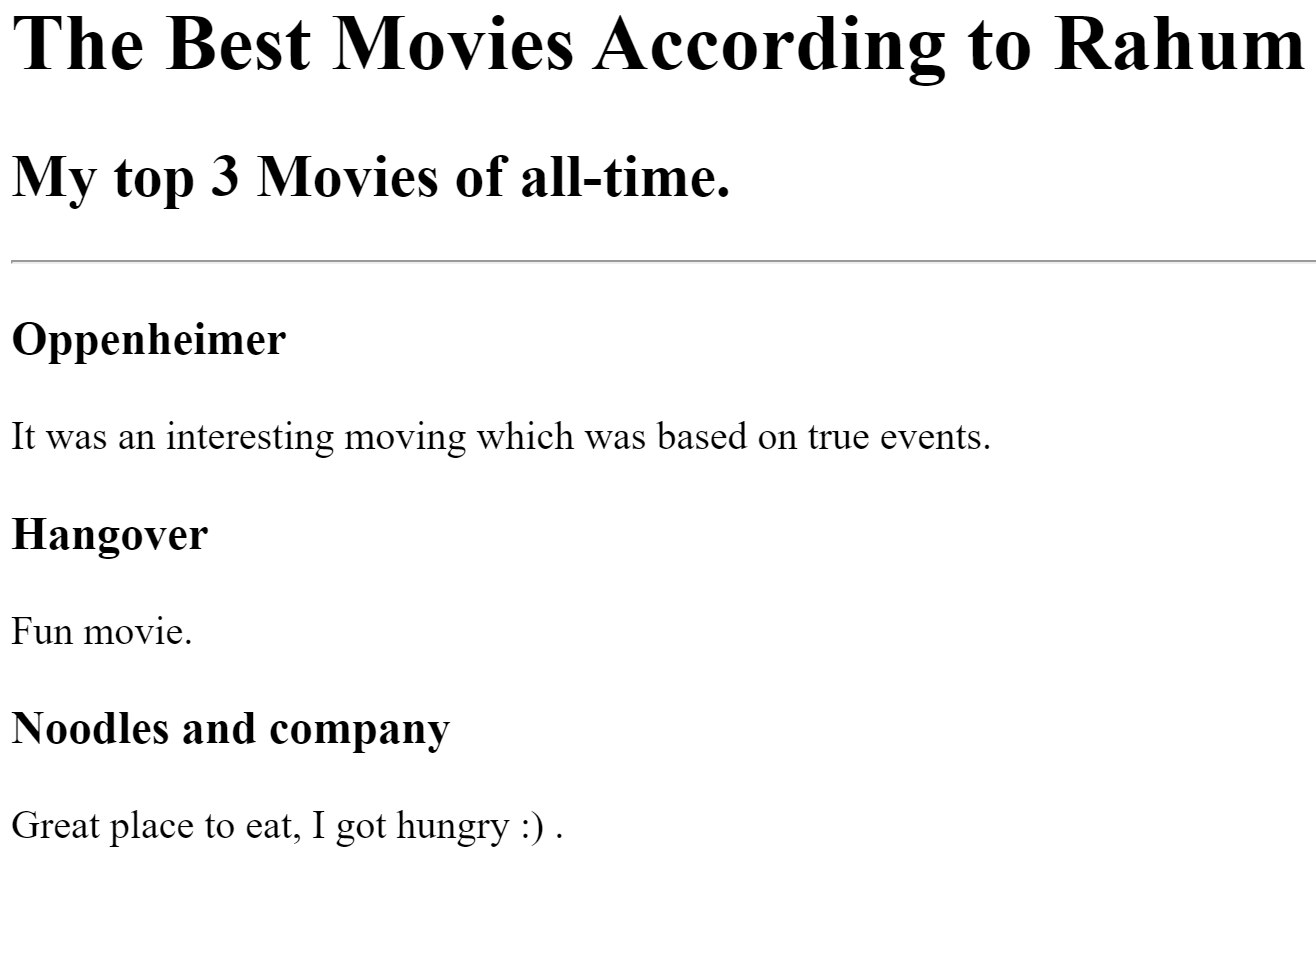 The Best Movies According to Rahum
My top 3 Movies of all-time.
Oppenheimer
It was an interesting moving which was based on true events.
Hangover
Fun movie.
Noodles and company
Great place to eat, I got hungry :) .